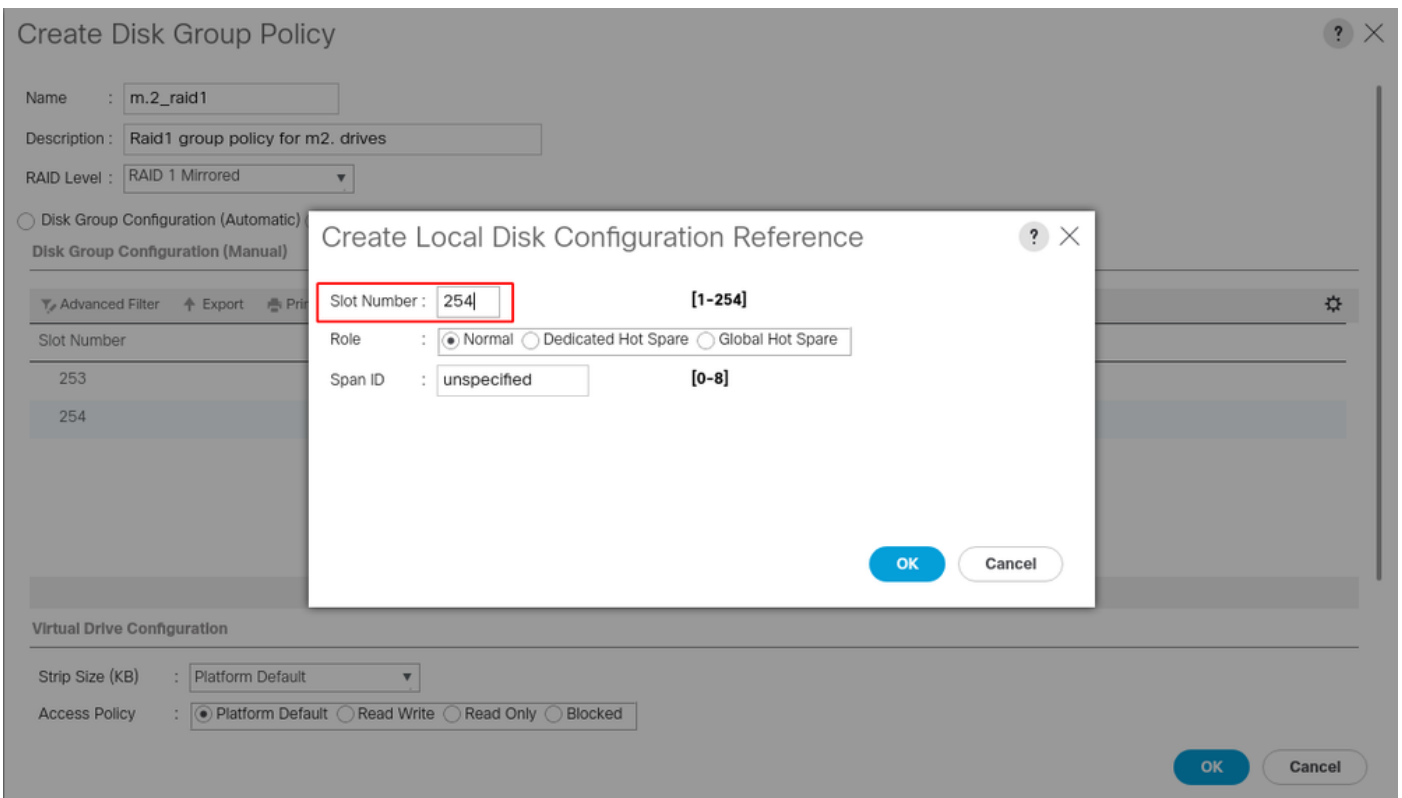 Create Disk Group Policy ?
Name : m.2_raid1
Description : Raid1 group policy for m2. drives
RAID Level : RAID 1 Mirrored
Disk Group Configuration (Automatic)
Disk Group Configuration (Manual)
Advanced Filter Export
Slot Number
253
254
Create Local Disk Configuration Reference ?
Slot Number : 254 [1-254]
Role : Normal Dedicated Hot Spare Global Hot Spare
Span ID : unspecified [0-8]
OK Cancel
Virtual Drive Configuration
Strip Size (KB) : Platform Default
Access Policy : Platform Default Read Write Read Only Blocked
OK Cancel